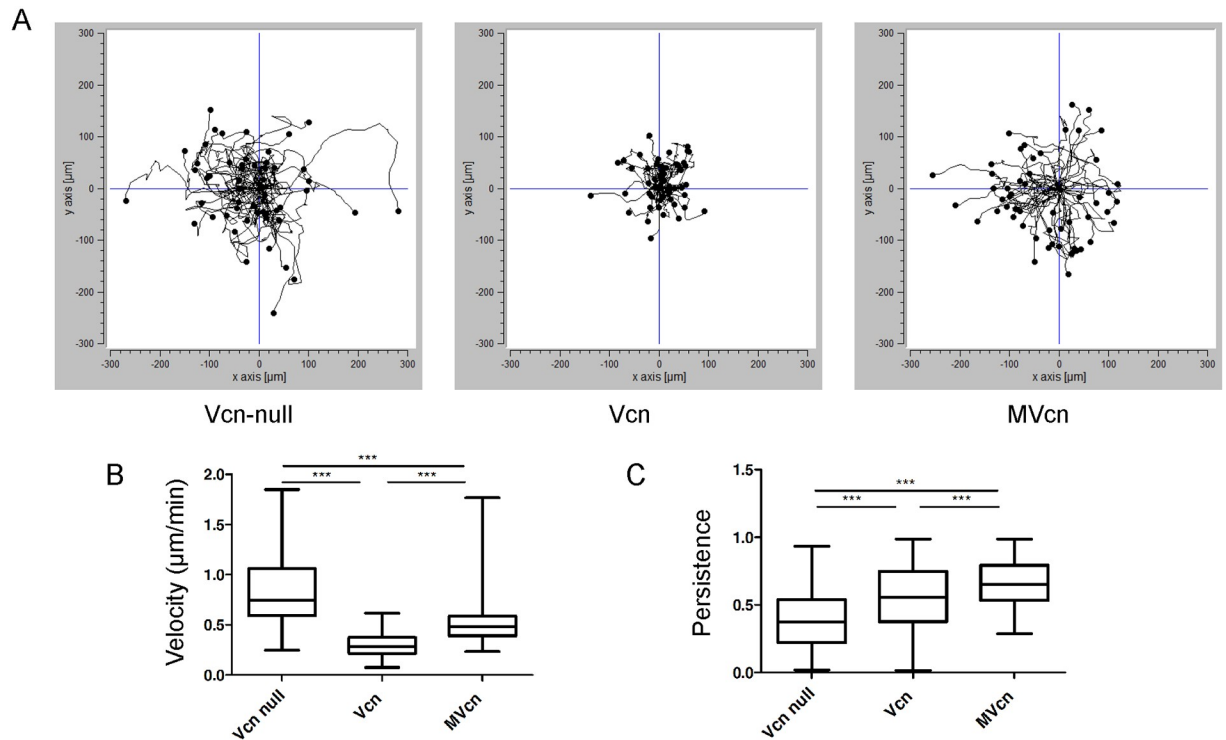 A
300
200
100
0
-100
-200
-300
y axis [µm]
-300 -200 -100 0 100 200 300
x axis [µm]
Vcn-null
300
200
100
0
-100
-200
-300
y axis [µm]
-300 -200 -100 0 100 200 300
x axis [µm]
Vcn
300
200
100
0
-100
-200
-300
y axis [µm]
-300 -200 -100 0 100 200 300
x axis [µm]
MVcn
B
Velocity (µm/min)
2.0
1.5
1.0
0.5
0.0
***
*** ***
Vcn null
Vcn
MVcn
C
Persistence
1.5
1.0
0.5
0.0
***
*** ***
Vcn null
Vcn
MVcn